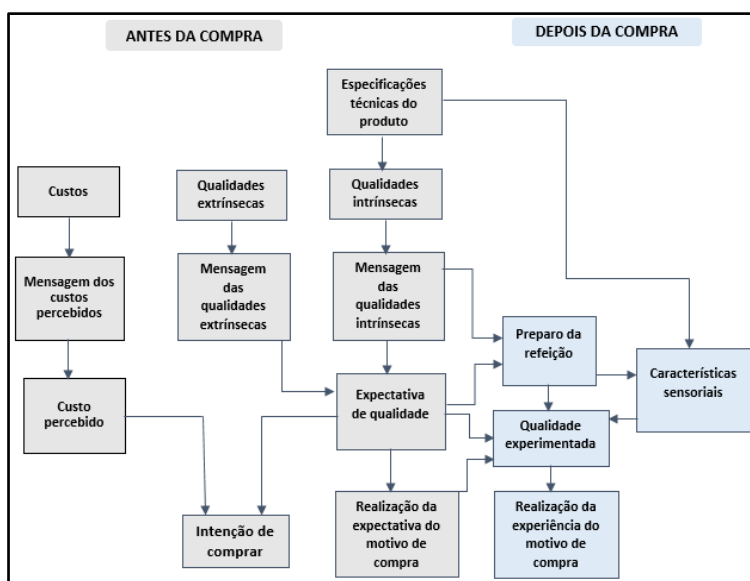 ANTES DA COMPRA
DEPOIS DA COMPRA
Especificações
técnicas do
produto
Custos
Qualidades
extrínsecas
Qualidades
intrínsecas
Mensagem dos
custos
percebidos
Mensagem
das
qualidades
extrínsecas
Mensagem
das
qualidades
intrínsecas
Preparo da
refeição
Características
sensoriais
Custo
percebido
Expectativa
de qualidade
Qualidade
experimentada
Intenção de
comprar
Realização da
expectativa do
motivo de
compra
Realização da
experiência do
motivo de
compra